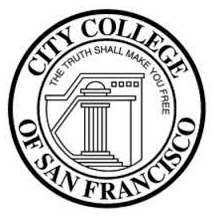 CITY COLLEGE
THE TRUTH SHALL MAKE YOU FREE
OF SAN FRANCISCO